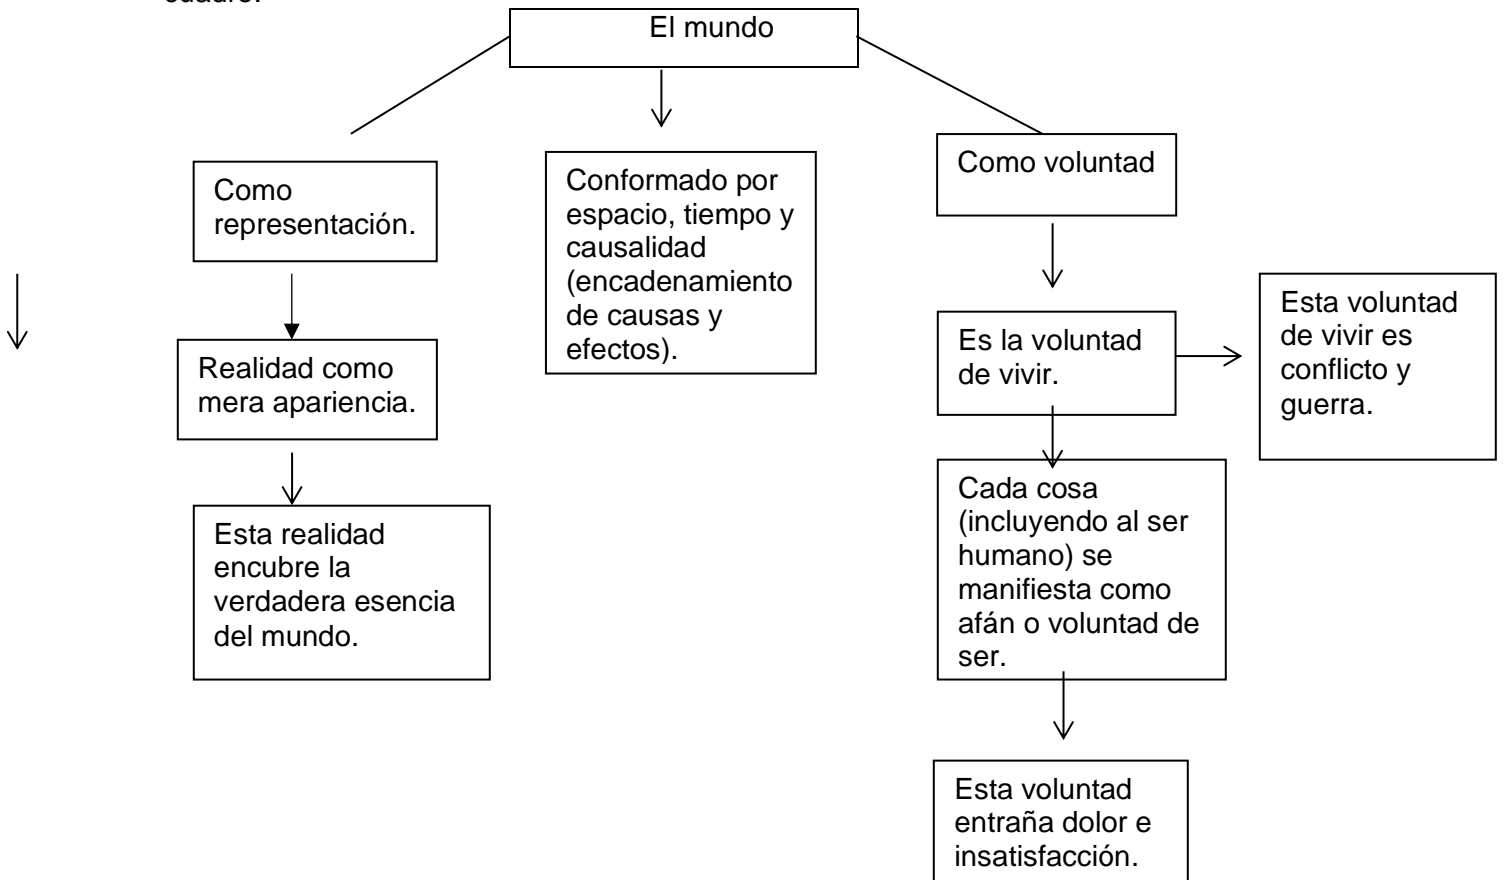 cuadro.
El mundo
Como
representación.
Conformado por
espacio, tiempo y
causalidad
(encadenamiento
de causas y
efectos).
Como voluntad
Realidad como
mera apariencia.
Es la voluntad
de vivir.
Esta voluntad
de vivir es
conflicto y
guerra.
Esta realidad
encubre la
verdadera esencia
del mundo.
Cada cosa
(incluyendo al ser
humano) se
manifiesta como
afán o voluntad de
ser.
Esta voluntad
entraña dolor e
insatisfacción.